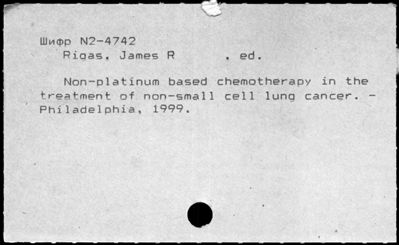 Шифр N2-4742
Rigas, James R , ed.
Non-platinum based chemotherapy in the
treatment of non-small cell lung cancer. -
Philadelphia, 1999.